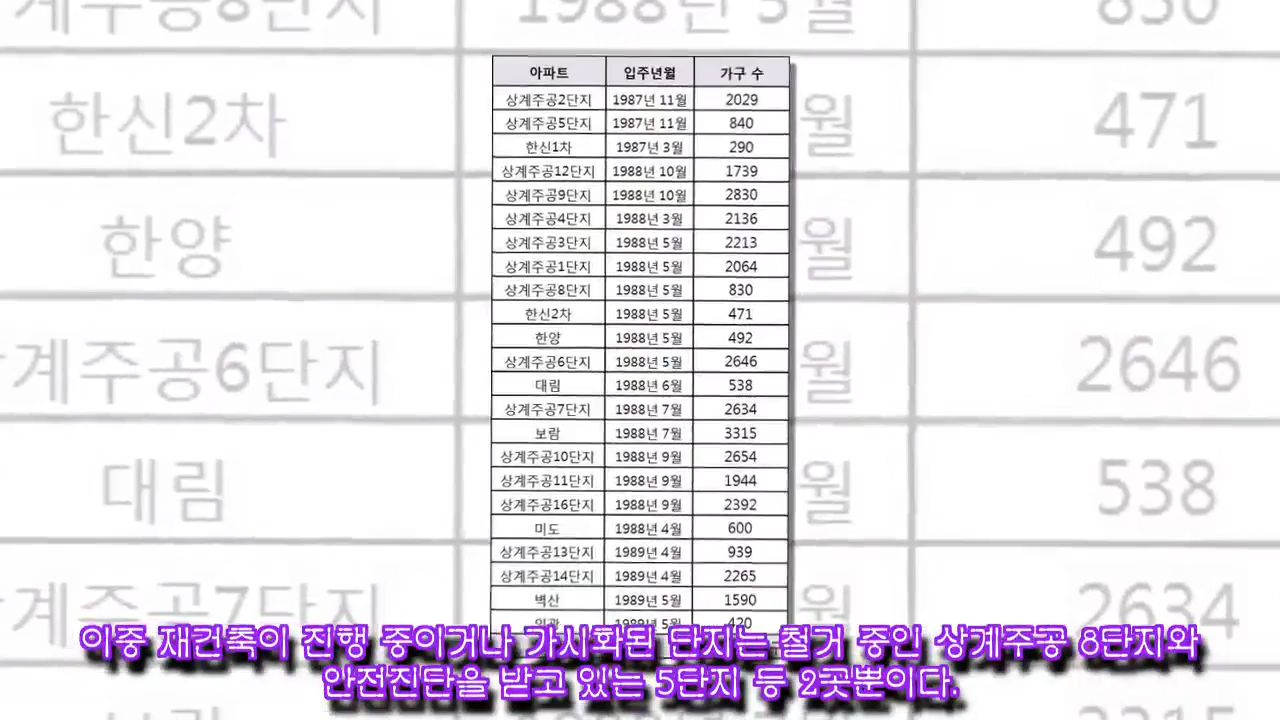 아파트 입주년월 가구 수
상계주공2단지 1987년 11월 2029
상계주공5단지 1987년 11월 840
한신1차 1987년 3월 290
상계주공12단지 1988년 10월 1739
상계주공9단지 1988년 10월 2830
상계주공4단지 1988년 3월 2136
상계주공3단지 1988년 5월 2213
상계주공1단지 1988년 5월 2064
상계주공8단지 1988년 5월 830
한신2차 1988년 5월 471
한양 1988년 5월 492
상계주공6단지 1988년 5월 2646
대림 1988년 6월 538
상계주공7단지 1988년 7월 2634
보람 1988년 7월 3315
상계주공10단지 1988년 9월 2654
상계주공11단지 1988년 9월 1944
상계주공16단지 1988년 9월 2392
미도 1988년 4월 600
상계주공13단지 1989년 4월 939
상계주공14단지 1989년 4월 2265
벽산 1989년 5월 1590
1989년 5월 420
이중 재건축이 진행 중이거나 가시화된 단지는 철거 중인 상계주공 8단지와
안전진단을 받고 있는 5단지 등 2곳뿐이다.
한신2차 월 471
한양 월 492
계주공6단지 월 2646
대림 월 538
계주공7단지 2634